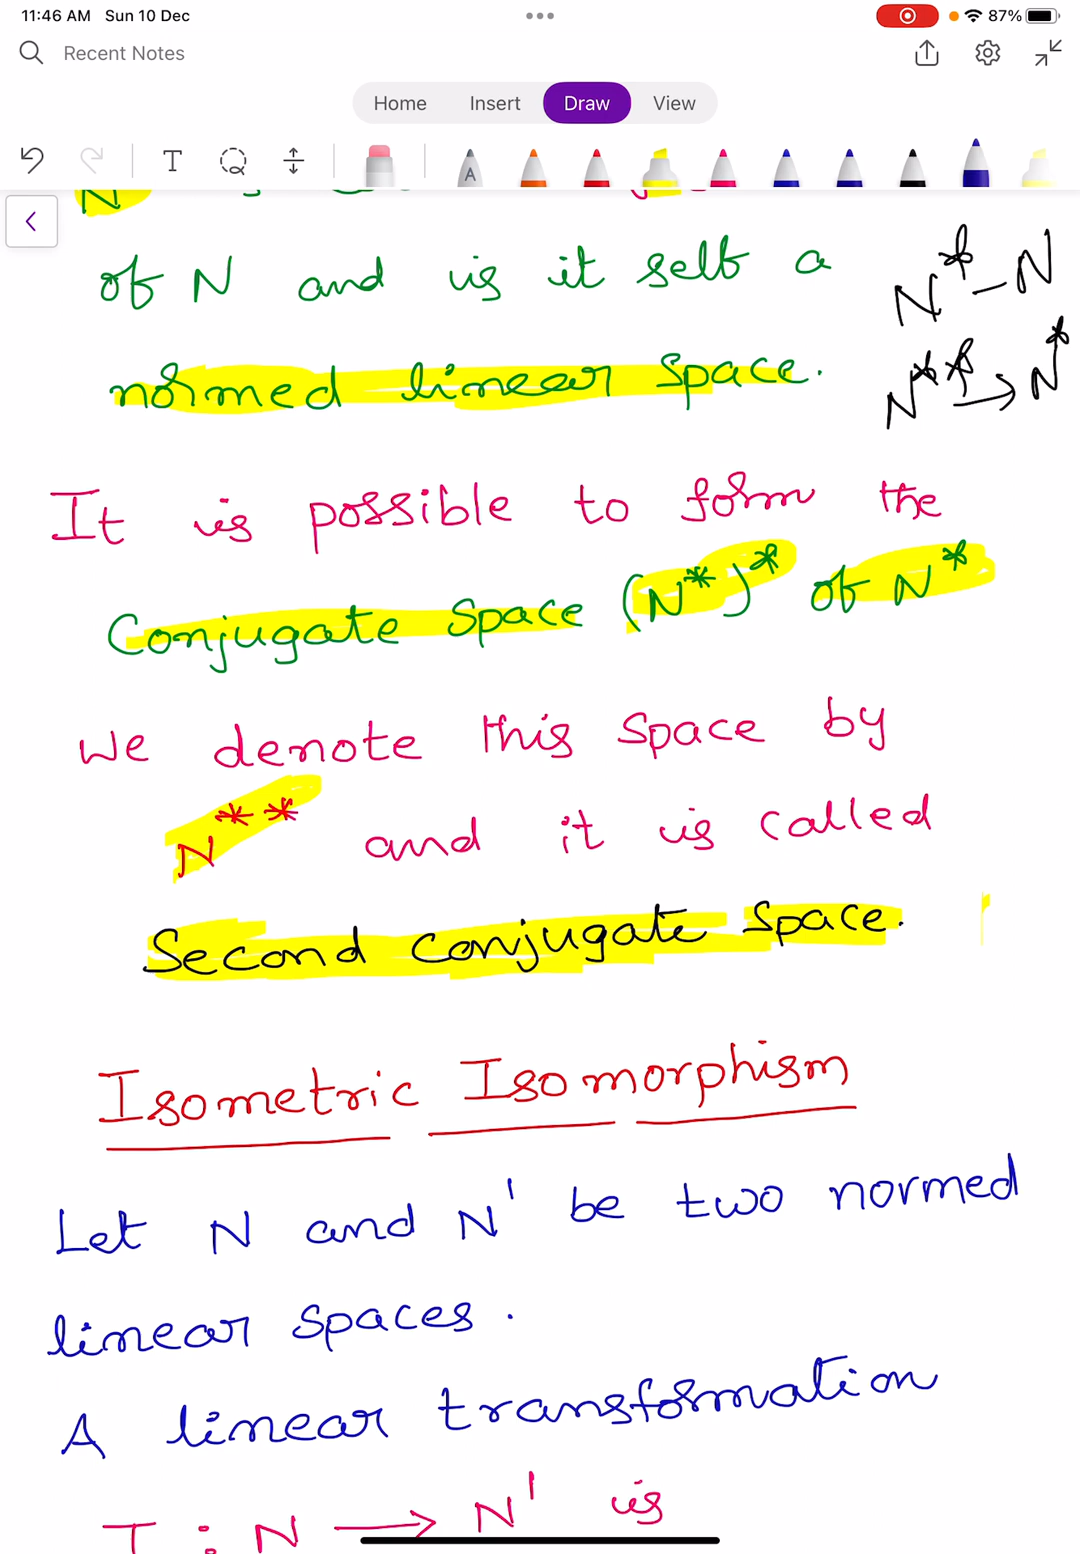 11:46 AM Sun 10 Dec
87%
Recent Notes
Home Insert Draw View
T
A
N
of N and is it self a
N* - N
normed linear space.
N** → N*
It is possible to form the
Conjugate Space (N*)* of N*
We denote this space by
N** and it is called
Second conjugate space.
Isometric Isomorphism
Let N and N' be two normed
linear spaces.
A linear transformation
T : N → N' is